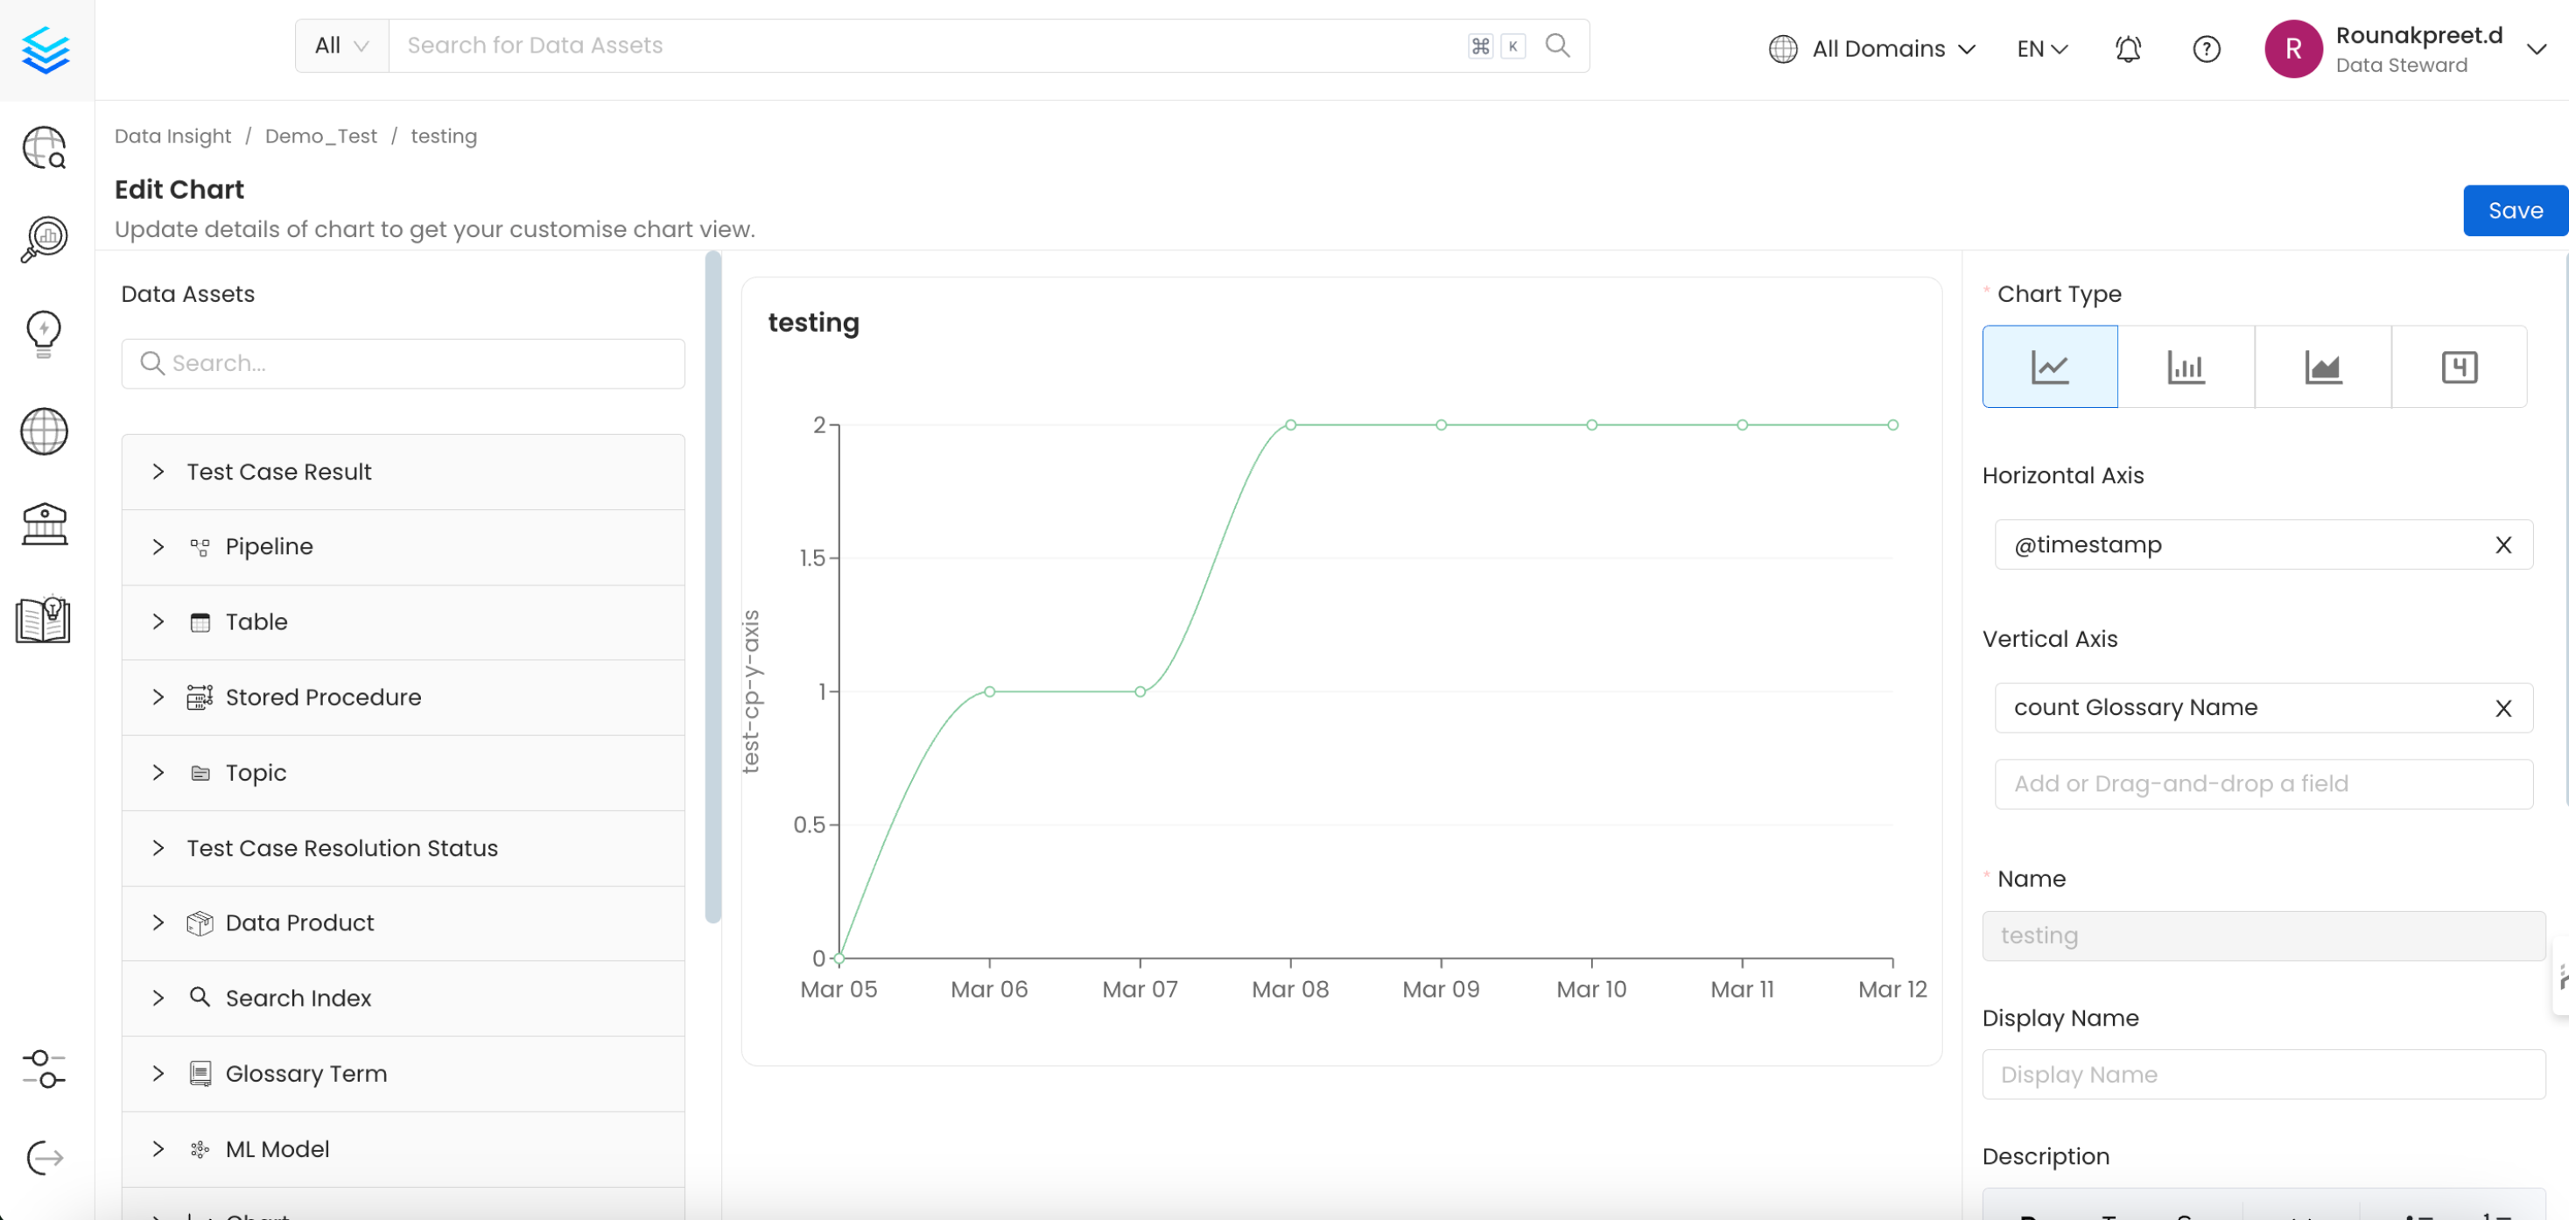 All
Search for Data Assets
⌘ K
All Domains
EN
R
Rounakpreet.d
Data Steward
Data Insight / Demo_Test / testing
Edit Chart
Update details of chart to get your customise chart view.
Save
Data Assets
Search...
Test Case Result
Pipeline
Table
Stored Procedure
Topic
Test Case Resolution Status
Data Product
Search Index
Glossary Term
ML Model
testing
test-cp-y-axis
2
1.5
1
0.5
0
Mar 05 Mar 06 Mar 07 Mar 08 Mar 09 Mar 10 Mar 11 Mar 12
* Chart Type
4
Horizontal Axis
@timestamp X
Vertical Axis
count Glossary Name X
Add or Drag-and-drop a field
* Name
testing
Display Name
Display Name
Description